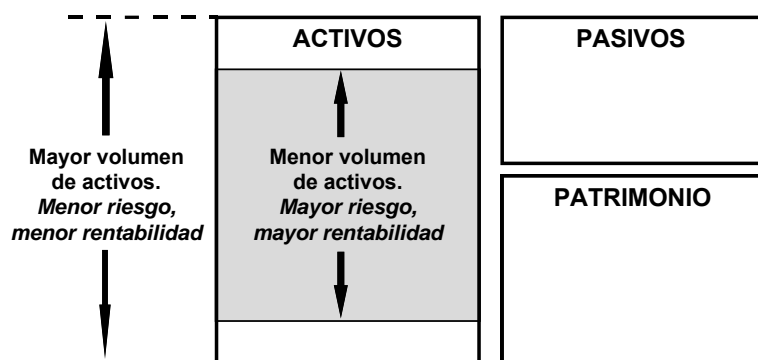 ACTIVOS
PASIVOS
Mayor volumen
de activos.
Menor riesgo,
menor rentabilidad
Menor volumen
de activos.
Mayor riesgo,
mayor rentabilidad
PATRIMONIO